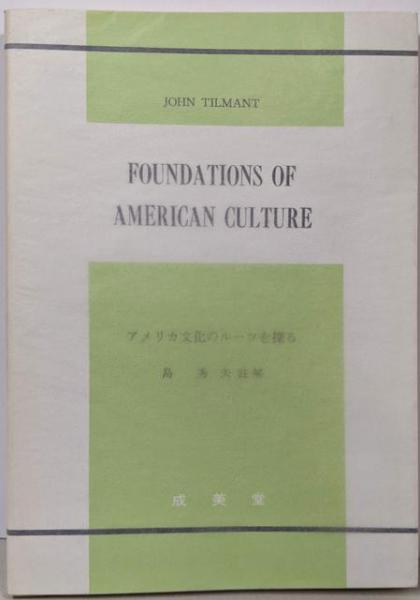 JOHN TILMANT
FOUNDATIONS OF
AMERICAN CULTURE
アメリカ文化のルーツを探る
島 秀夫 註解
成美堂